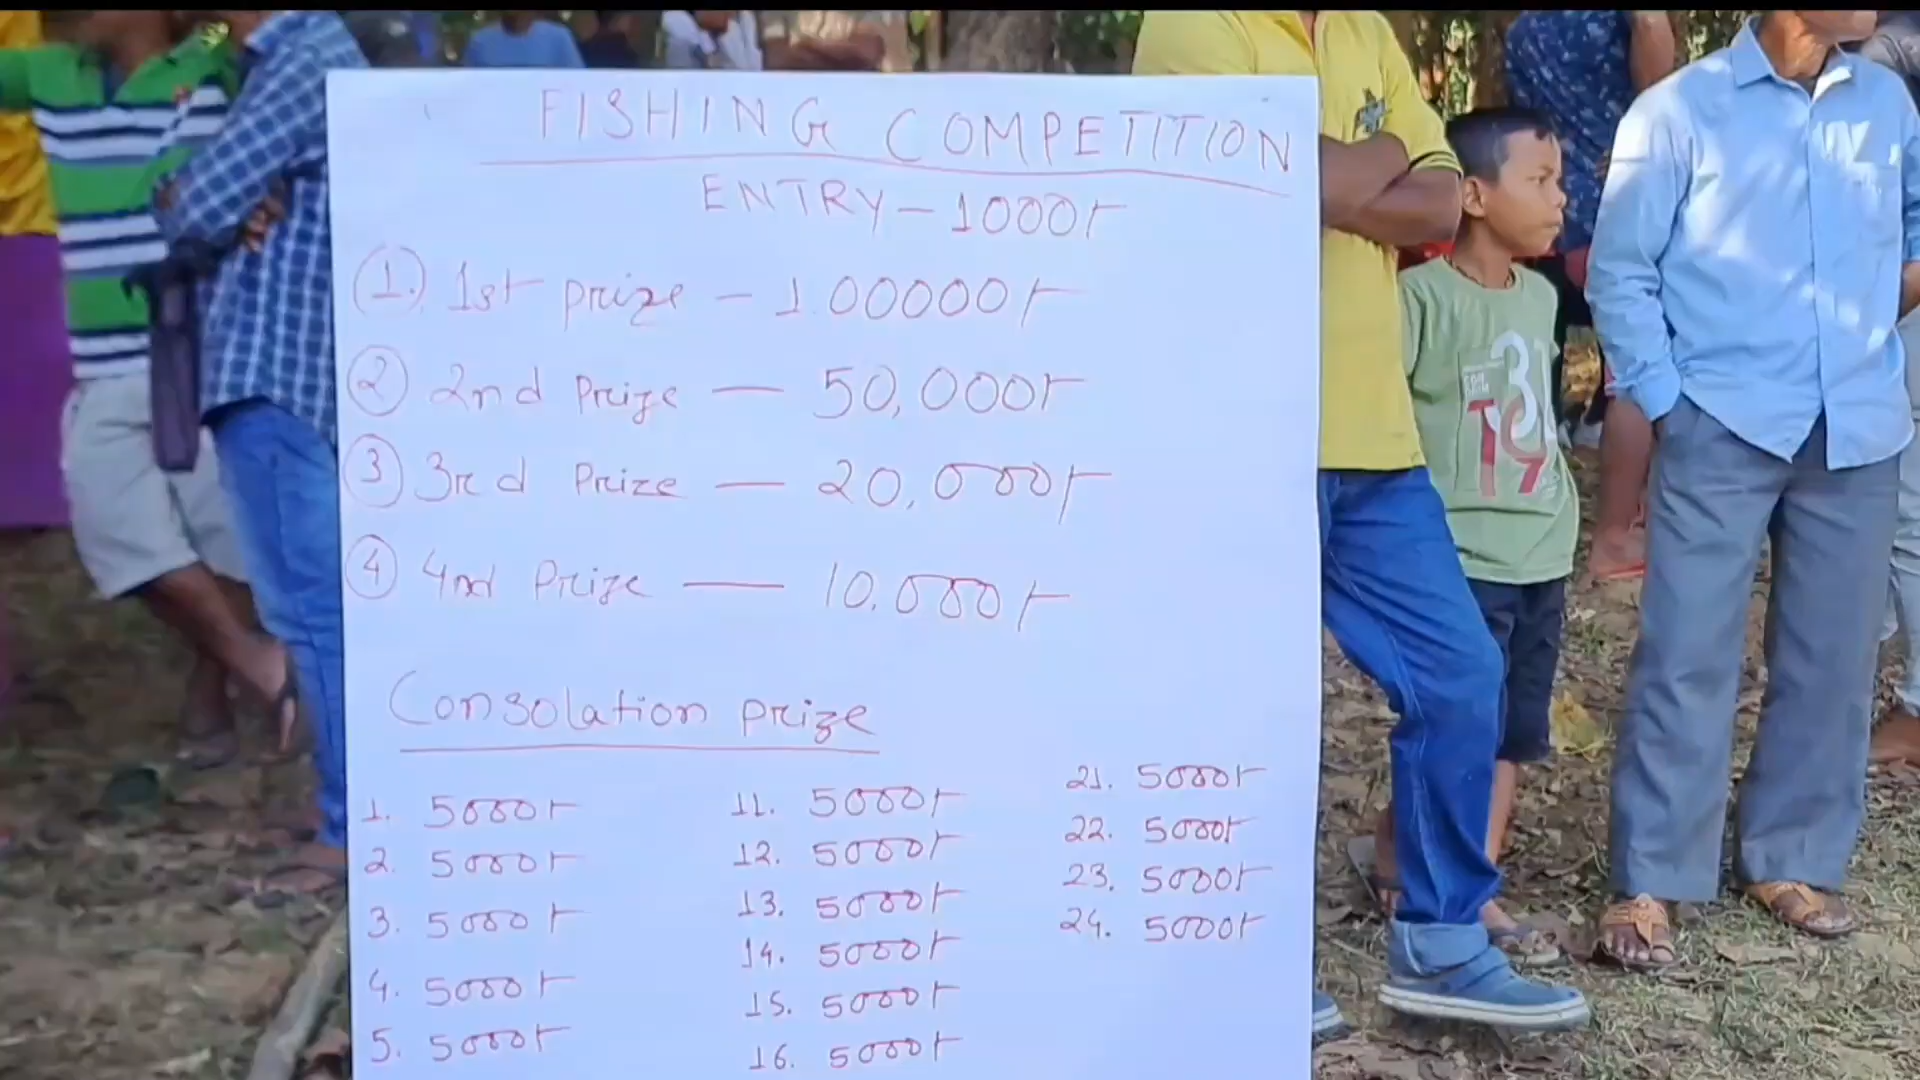 FISHING COMPETITION
ENTRY - 1000/-
1. 1st prize - 100000/-
2 2nd Prize — 50,000/-
3 3rd Prize — 20,000/-
4 4nd Prize — 10.000/-
Consolation prize
1. 5000/-
2. 5000/-
3. 5000/-
4. 5000/-
5. 5000/-
11. 5000/-
12. 5000/-
13. 5000/-
14. 5000/-
15. 5000/-
16. 5000/-
21. 5000/-
22. 5000/-
23. 5000/-
24. 5000/-